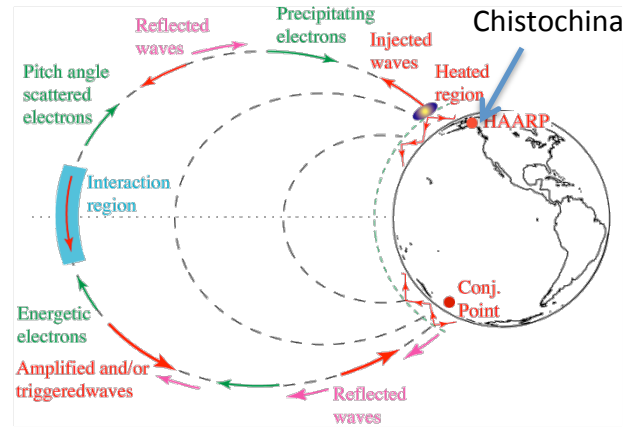 Chistochina
Precipitating
electrons
Reflected
waves
Injected
waves
Heated
region
Pitch angle
scattered
electrons
HAARP
Interaction
region
Conj.
Point
Energetic
electrons
Amplified and/or
triggeredwaves
Reflected
waves